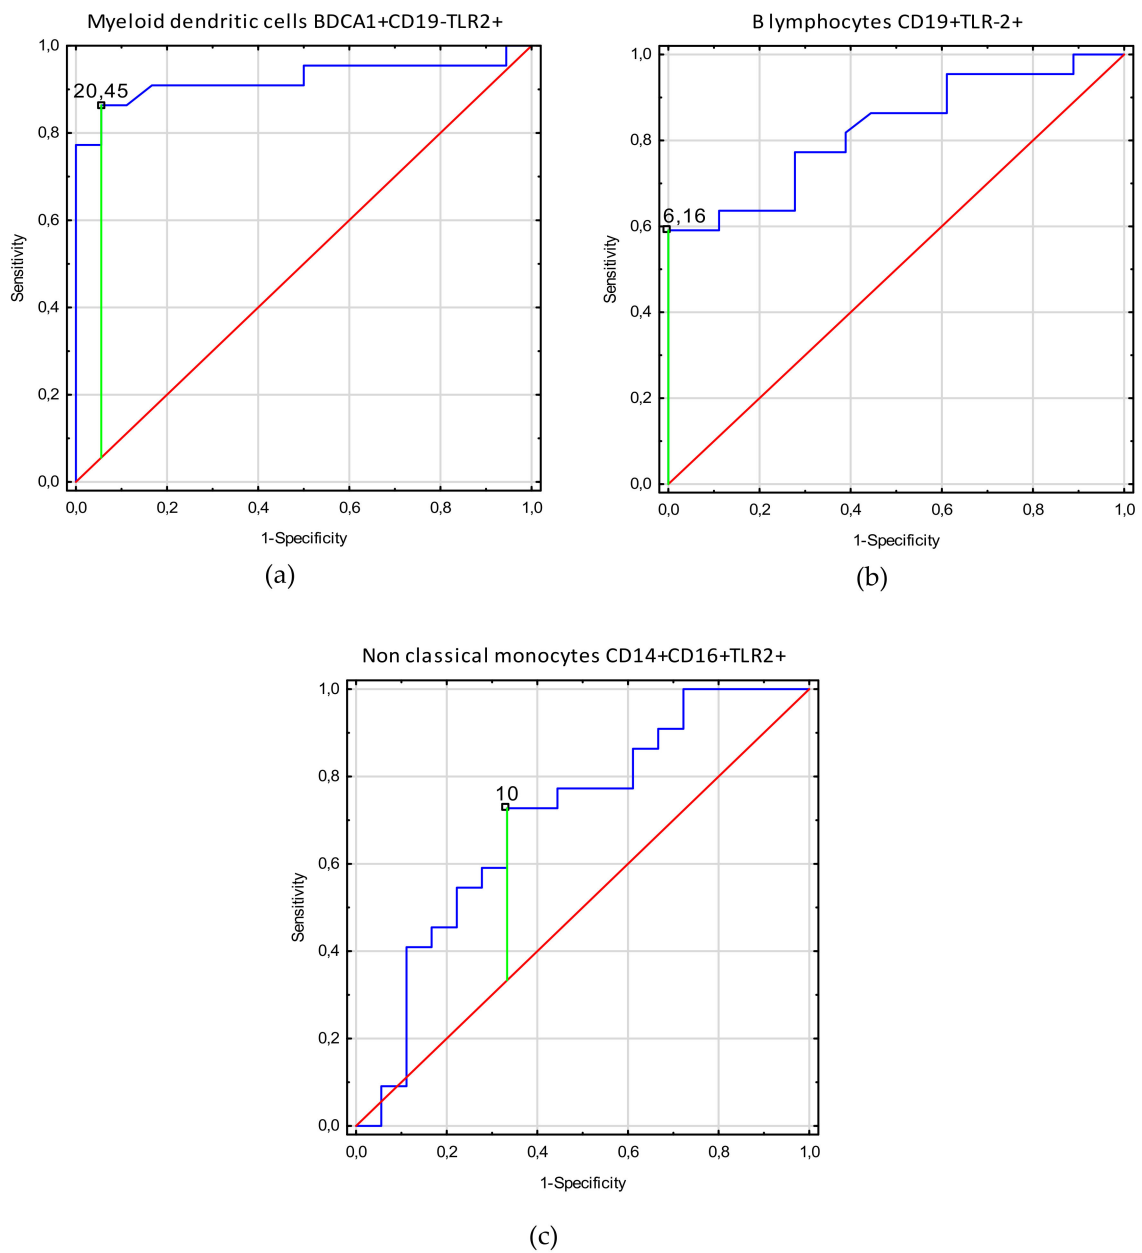 Myeloid dendritic cells BDCA1+CD19-TLR2+
1,0
20,45
0,8
0,6
Sensitivity
0,4
0,2
0,0
0,0 0,2 0,4 0,6 0,8 1,0
1-Specificity
(a)
B lymphocytes CD19+TLR-2+
1,0
0,8
6,16
0,6
Sensitivity
0,4
0,2
0,0
0,0 0,2 0,4 0,6 0,8 1,0
1-Specificity
(b)
Non classical monocytes CD14+CD16+TLR2+
1,0
0,8
10
0,6
Sensitivity
0,4
0,2
0,0
0,0 0,2 0,4 0,6 0,8 1,0
1-Specificity
(c)